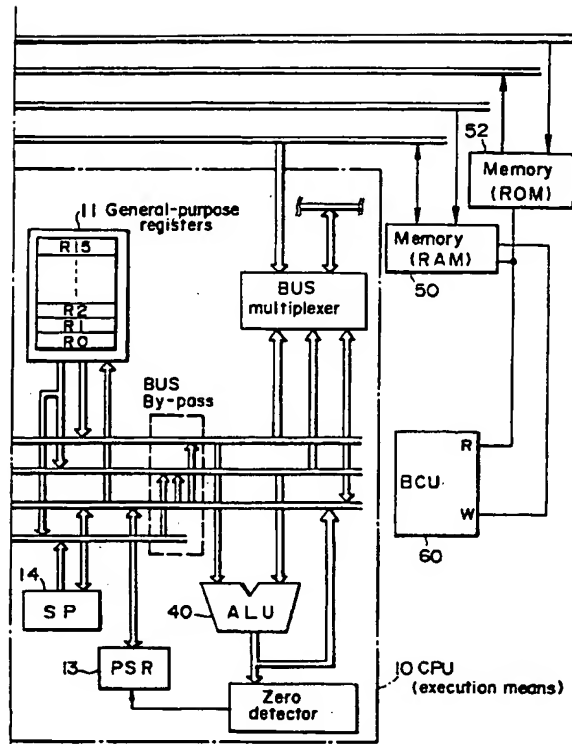 52
Memory
(ROM)
11 General-purpose
registers
R15
R2
R1
R0
Memory
(RAM)
50
BUS
multiplexer
BUS
By-pass
R
BCU
W
60
14
SP
40
ALU
13
PSR
10 CPU
(execution means)
Zero
detector